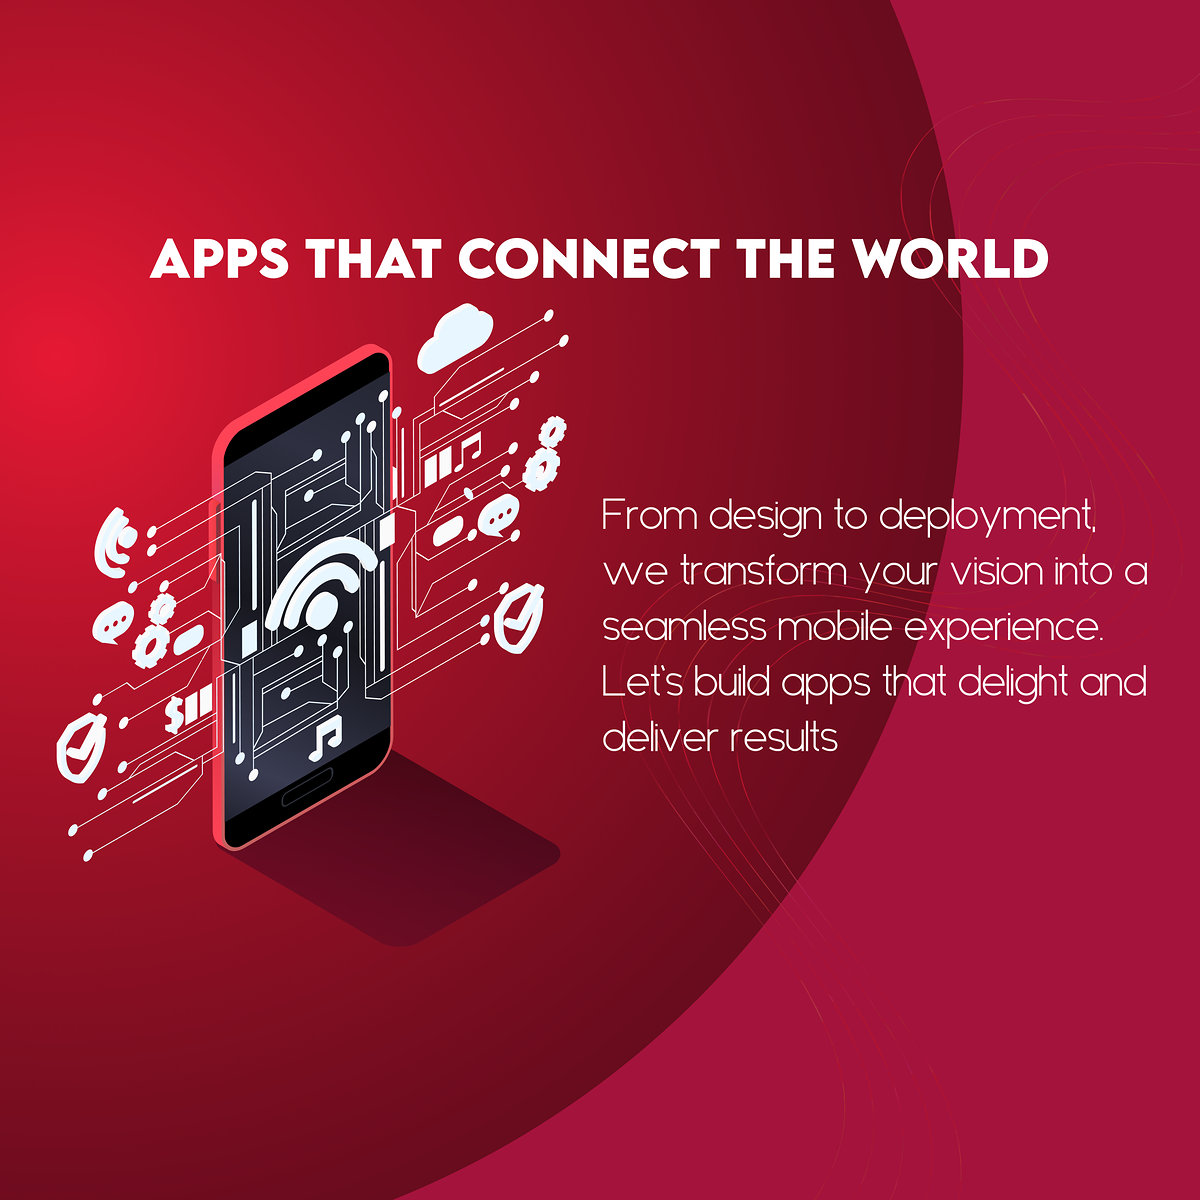 APPS THAT CONNECT THE WORLD
From design to deployment,
we transform your vision into a
seamless mobile experience.
Let's build apps that delight and
deliver results
$